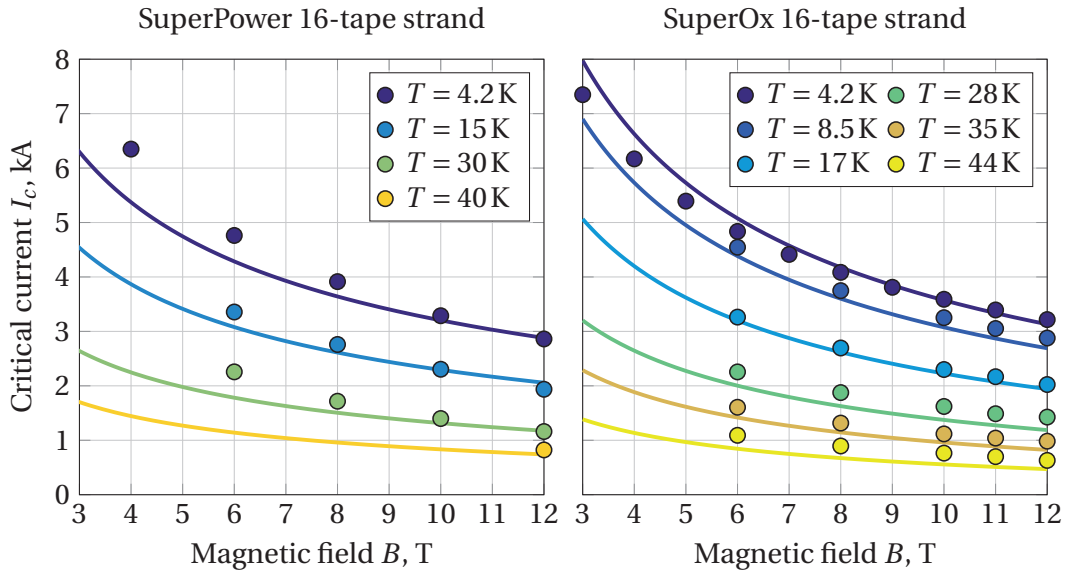 SuperPower 16-tape strand
SuperOx 16-tape strand
Critical current I_c, kA
8
7
6
5
4
3
2
1
0
T = 4.2 K
T = 15 K
T = 30 K
T = 40 K
T = 4.2 K
T = 8.5 K
T = 17 K
T = 28 K
T = 35 K
T = 44 K
3 4 5 6 7 8 9 10 11 12
3 4 5 6 7 8 9 10 11 12
Magnetic field B, T
Magnetic field B, T